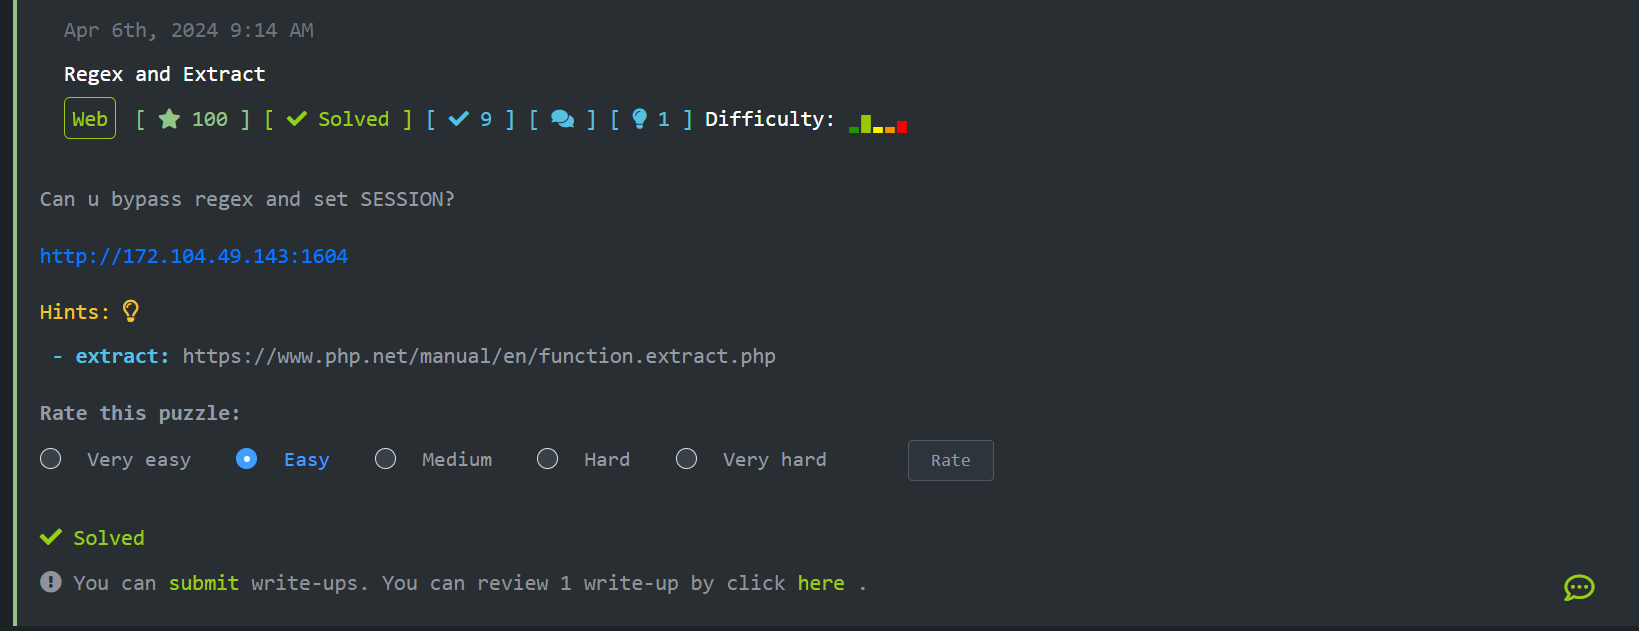 Apr 6th, 2024 9:14 AM
Regex and Extract
Web [ 100 ] [ Solved ] [ 9 ] [ ] [ 1 ] Difficulty:
Can u bypass regex and set SESSION?
http://172.104.49.143:1604
Hints:
- extract: https://www.php.net/manual/en/function.extract.php
Rate this puzzle:
Very easy Easy Medium Hard Very hard Rate
Solved
You can submit write-ups. You can review 1 write-up by click here .